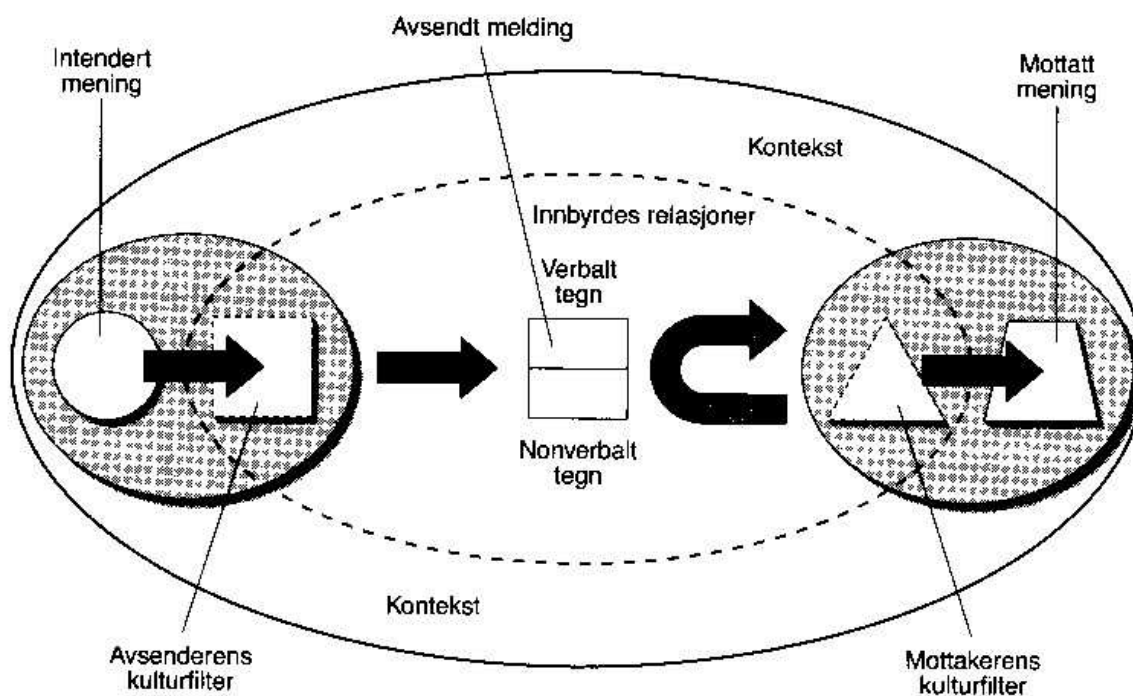 Avsendt melding
Intendert
mening
Mottatt
mening
Kontekst
Innbyrdes relasjoner
Verbalt
tegn
Nonverbalt
tegn
Kontekst
Avsenderens
kulturfilter
Mottakerens
kulturfilter